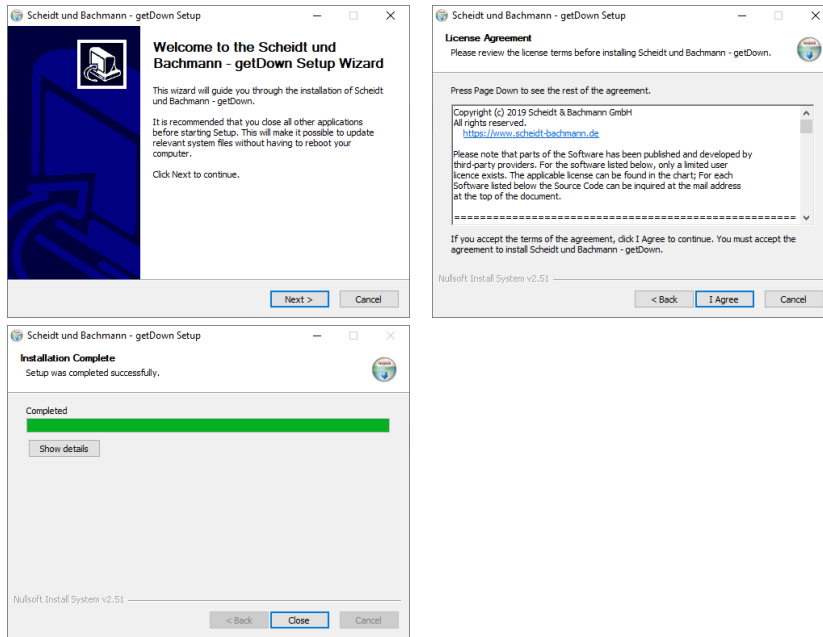 Scheidt und Bachmann - getDown Setup
Welcome to the Scheidt und
Bachmann - getDown Setup Wizard
This wizard will guide you through the installation of Scheidt
und Bachmann - getDown.
It is recommended that you close all other applications
before starting Setup. This will make it possible to update
relevant system files without having to reboot your
computer.
Click Next to continue.
Next >
Cancel
Scheidt und Bachmann - getDown Setup
License Agreement
Please review the license terms before installing Scheidt und Bachmann - getDown.
Press Page Down to see the rest of the agreement.
Copyright (c) 2019 Scheidt & Bachmann GmbH
All rights reserved.
https://www.scheidt-bachmann.de
Please note that parts of the Software has been published and developed by
third-party providers. For the software listed below, only a limited user
licence exists. The applicable license can be found in the chart; For each
Software listed below the Source Code can be inquired at the mail address
at the top of the document.
=====================================================
If you accept the terms of the agreement, click I Agree to continue. You must accept the
agreement to install Scheidt und Bachmann - getDown.
Nullsoft Install System v2.51
< Back
I Agree
Cancel
Scheidt und Bachmann - getDown Setup
Installation Complete
Setup was completed successfully.
Completed
Show details
Nullsoft Install System v2.51
< Back
Close
Cancel